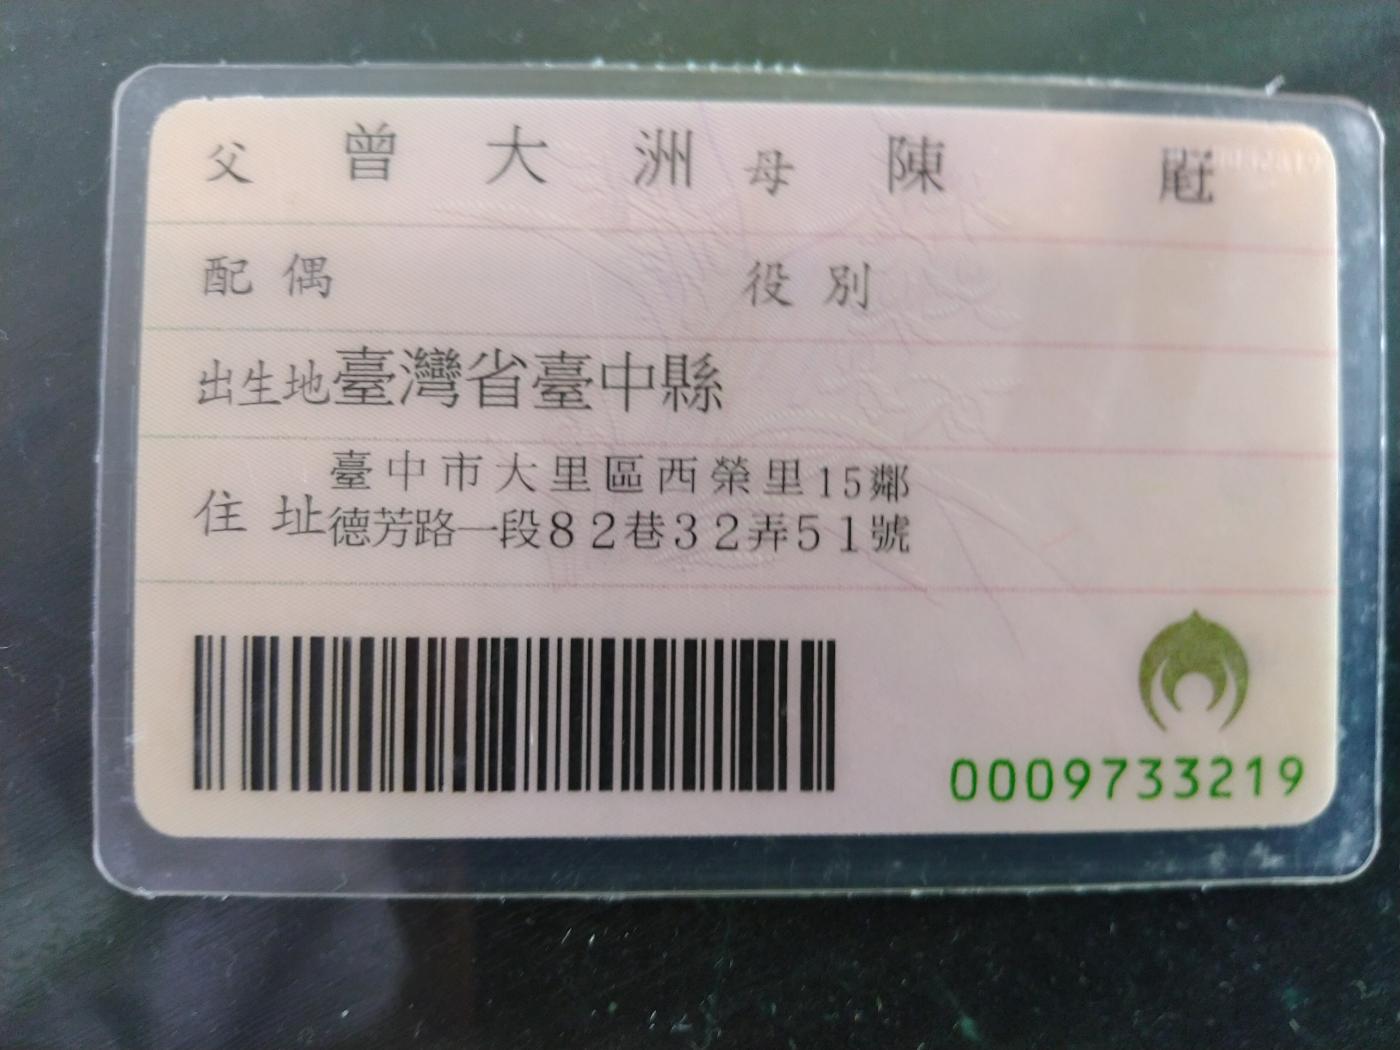 父 曾大洲 母 陳𤧟
配偶 役別
出生地 臺灣省臺中縣
住址 臺中市大里區西榮里15鄰
德芳路一段82巷32弄51號
0009733219